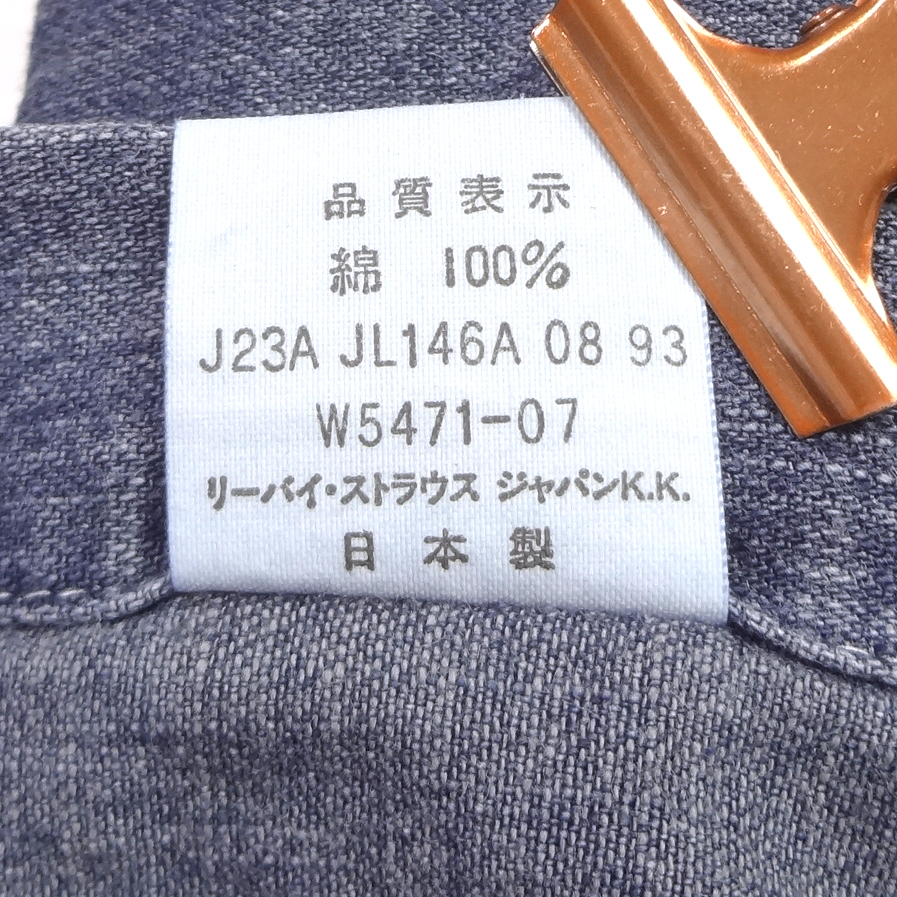 品質表示
綿 100%
J23A JL146A 08 93
W5471-07
リーバイ・ストラウス ジャパンK.K.
日本製